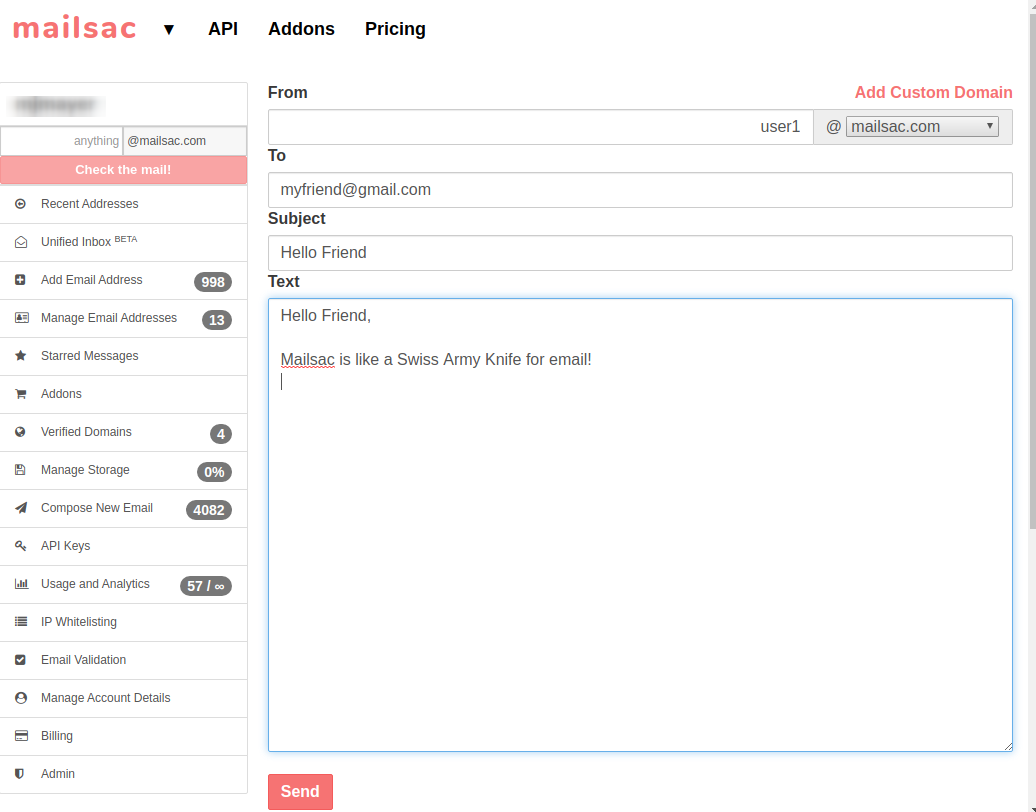 mailsac ▼ API Addons Pricing
anything @mailsac.com
Check the mail!
Recent Addresses
Unified Inbox BETA
Add Email Address 998
Manage Email Addresses 13
Starred Messages
Addons
Verified Domains 4
Manage Storage 0%
Compose New Email 4082
API Keys
Usage and Analytics 57 / ∞
IP Whitelisting
Email Validation
Manage Account Details
Billing
Admin
From Add Custom Domain
user1 @ mailsac.com ▼
To
myfriend@gmail.com
Subject
Hello Friend
Text
Hello Friend,
Mailsac is like a Swiss Army Knife for email!
Send